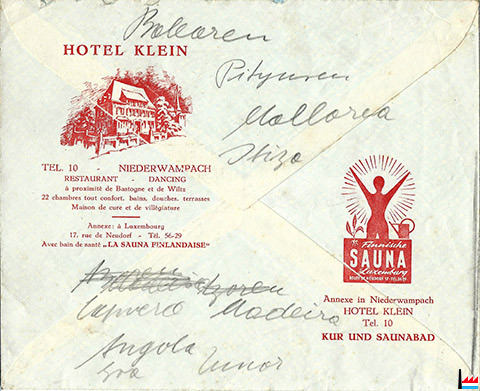 Balearen
HOTEL KLEIN
Pityusen
Mallorca
Ibiza
TEL. 10 NIEDERWAMPACH
RESTAURANT - DANCING
à proximité de Bastogne et de Wiltz
22 chambres tout confort, bains, douches, terrasses
Maison de cure et de villégiature
Annexe: à Luxembourg
17, rue de Neudorf - Tél. 56-29
Avec bain de santé „LA SAUNA FINLANDAISE"
Finnische
SAUNA
Luxemburg
Annexe in Niederwampach
HOTEL KLEIN
Tel. 10
KUR UND SAUNABAD
Azoren
Capverd Madeira
Angola
Goa Timor